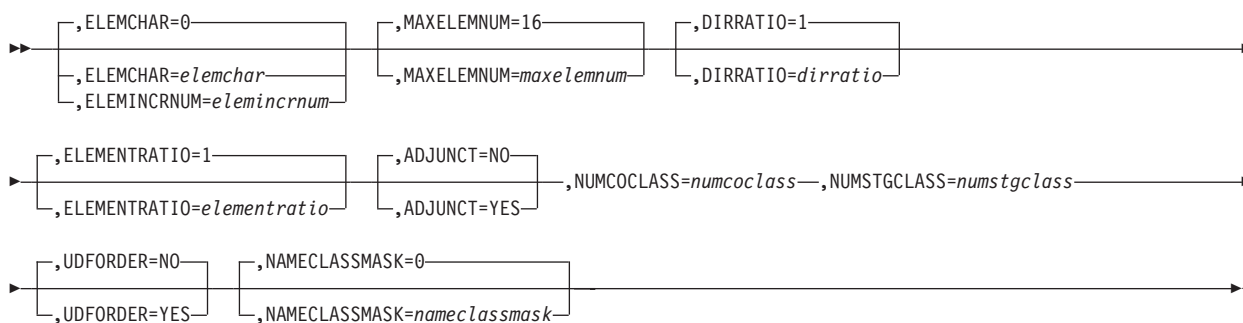 ,ELEMCHAR=0 ,MAXELEMNUM=16 ,DIRRATIO=1
,ELEMCHAR=elemchar ,MAXELEMNUM=maxelemnum ,DIRRATIO=dirratio
,ELEMINCRNUM=elemincrnum
,ELEMENTRATIO=1 ,ADJUNCT=NO
,NUMCOCLASS=numcoclass ,NUMSTGCLASS=numstgclass
,ELEMENTRATIO=elementratio ,ADJUNCT=YES
,UDFORDER=NO ,NAMECLASSMASK=0
,UDFORDER=YES ,NAMECLASSMASK=nameclassmask